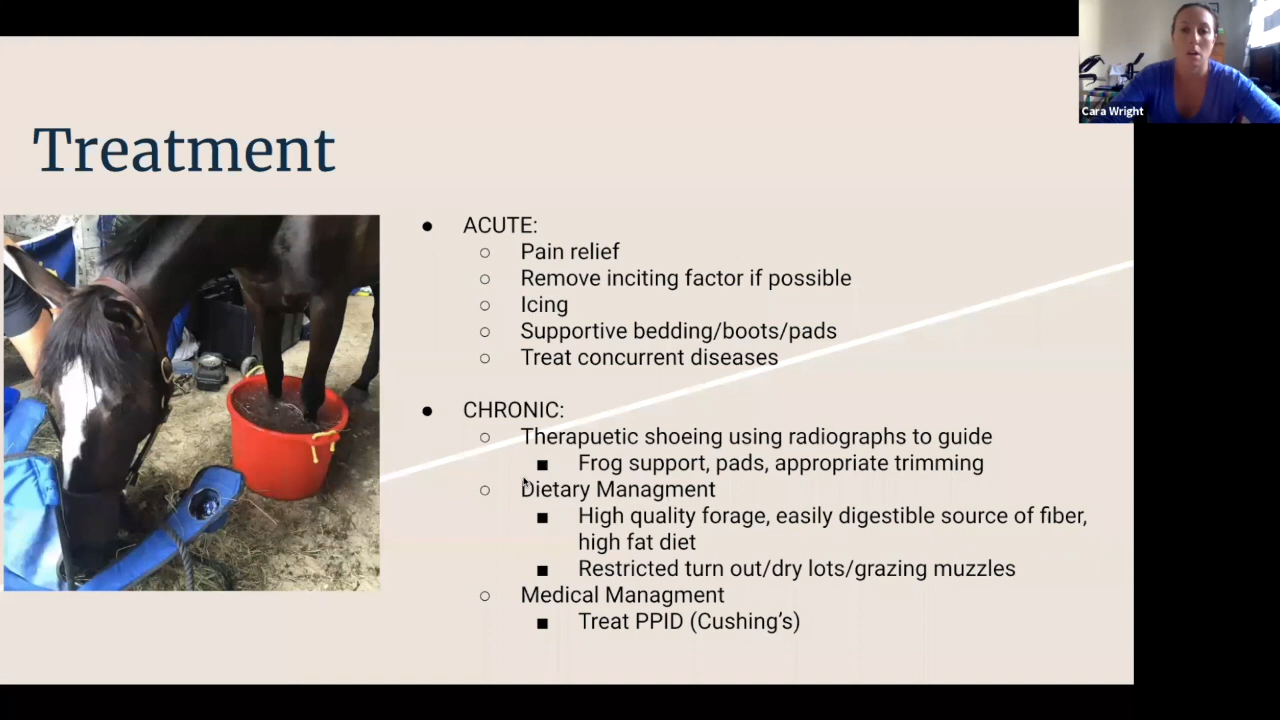 Cara Wright
Treatment
● ACUTE:
○ Pain relief
○ Remove inciting factor if possible
○ Icing
○ Supportive bedding/boots/pads
○ Treat concurrent diseases
● CHRONIC:
○ Therapuetic shoeing using radiographs to guide
■ Frog support, pads, appropriate trimming
○ Dietary Managment
■ High quality forage, easily digestible source of fiber,
high fat diet
■ Restricted turn out/dry lots/grazing muzzles
○ Medical Managment
■ Treat PPID (Cushing's)